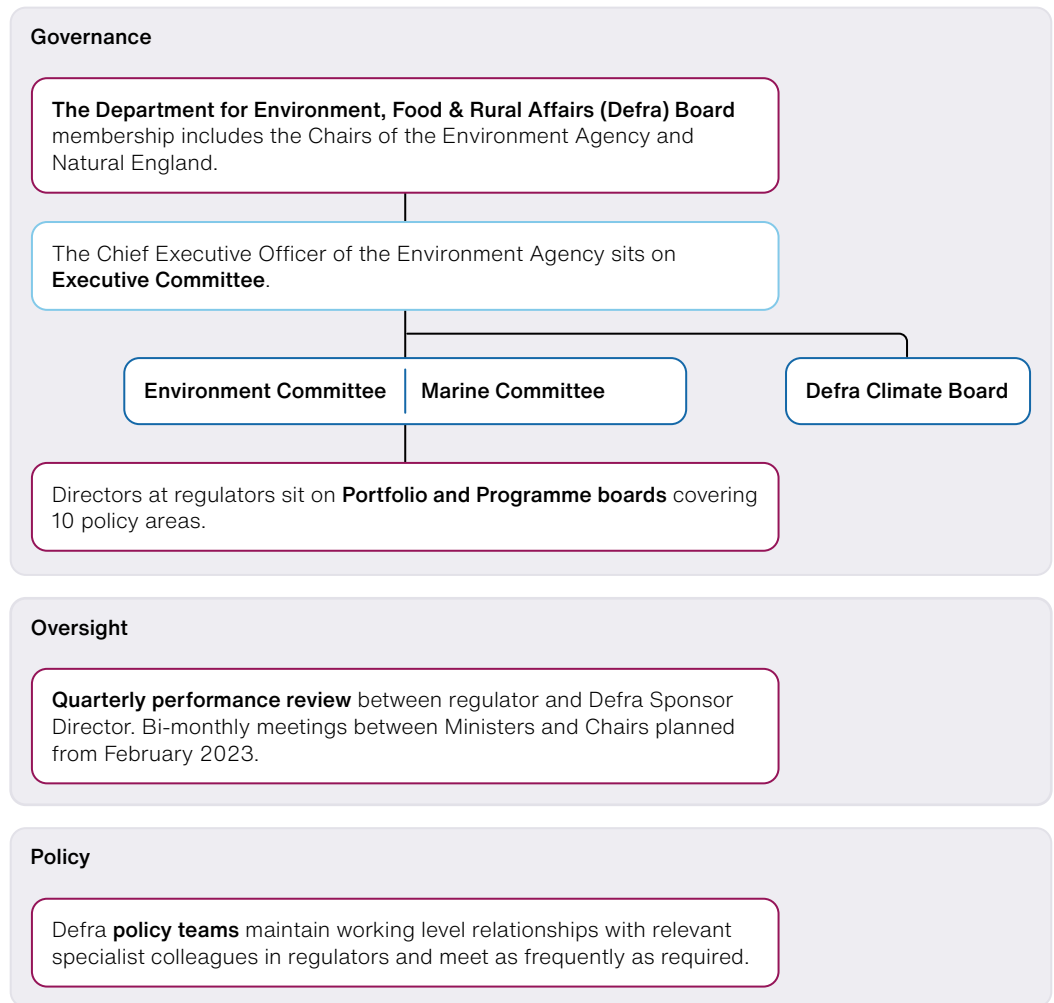 Governance
The Department for Environment, Food & Rural Affairs (Defra) Board
membership includes the Chairs of the Environment Agency and
Natural England.
The Chief Executive Officer of the Environment Agency sits on
Executive Committee.
Environment Committee
Marine Committee
Defra Climate Board
Directors at regulators sit on Portfolio and Programme boards covering
10 policy areas.
Oversight
Quarterly performance review between regulator and Defra Sponsor
Director. Bi-monthly meetings between Ministers and Chairs planned
from February 2023.
Policy
Defra policy teams maintain working level relationships with relevant
specialist colleagues in regulators and meet as frequently as required.